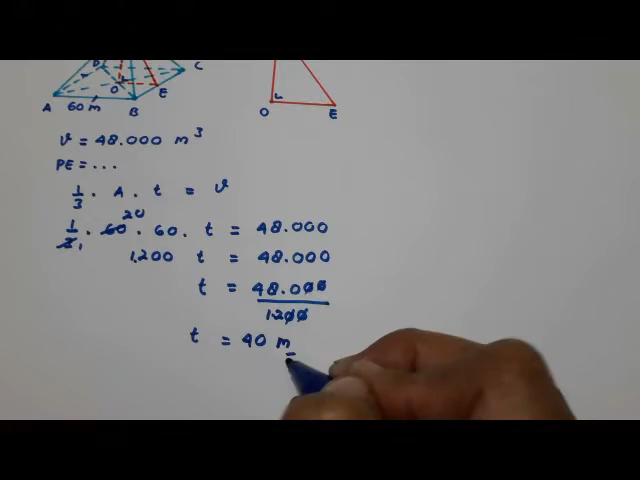 D C
A 60 m B O E
O E
V = 48.000 m³
PE = ...
1/3 . A . t = V
20
1/3 1 . 60 . 60 . t = 48.000
1.200 t = 48.000
t = 48.000 / 1200
t = 40 m